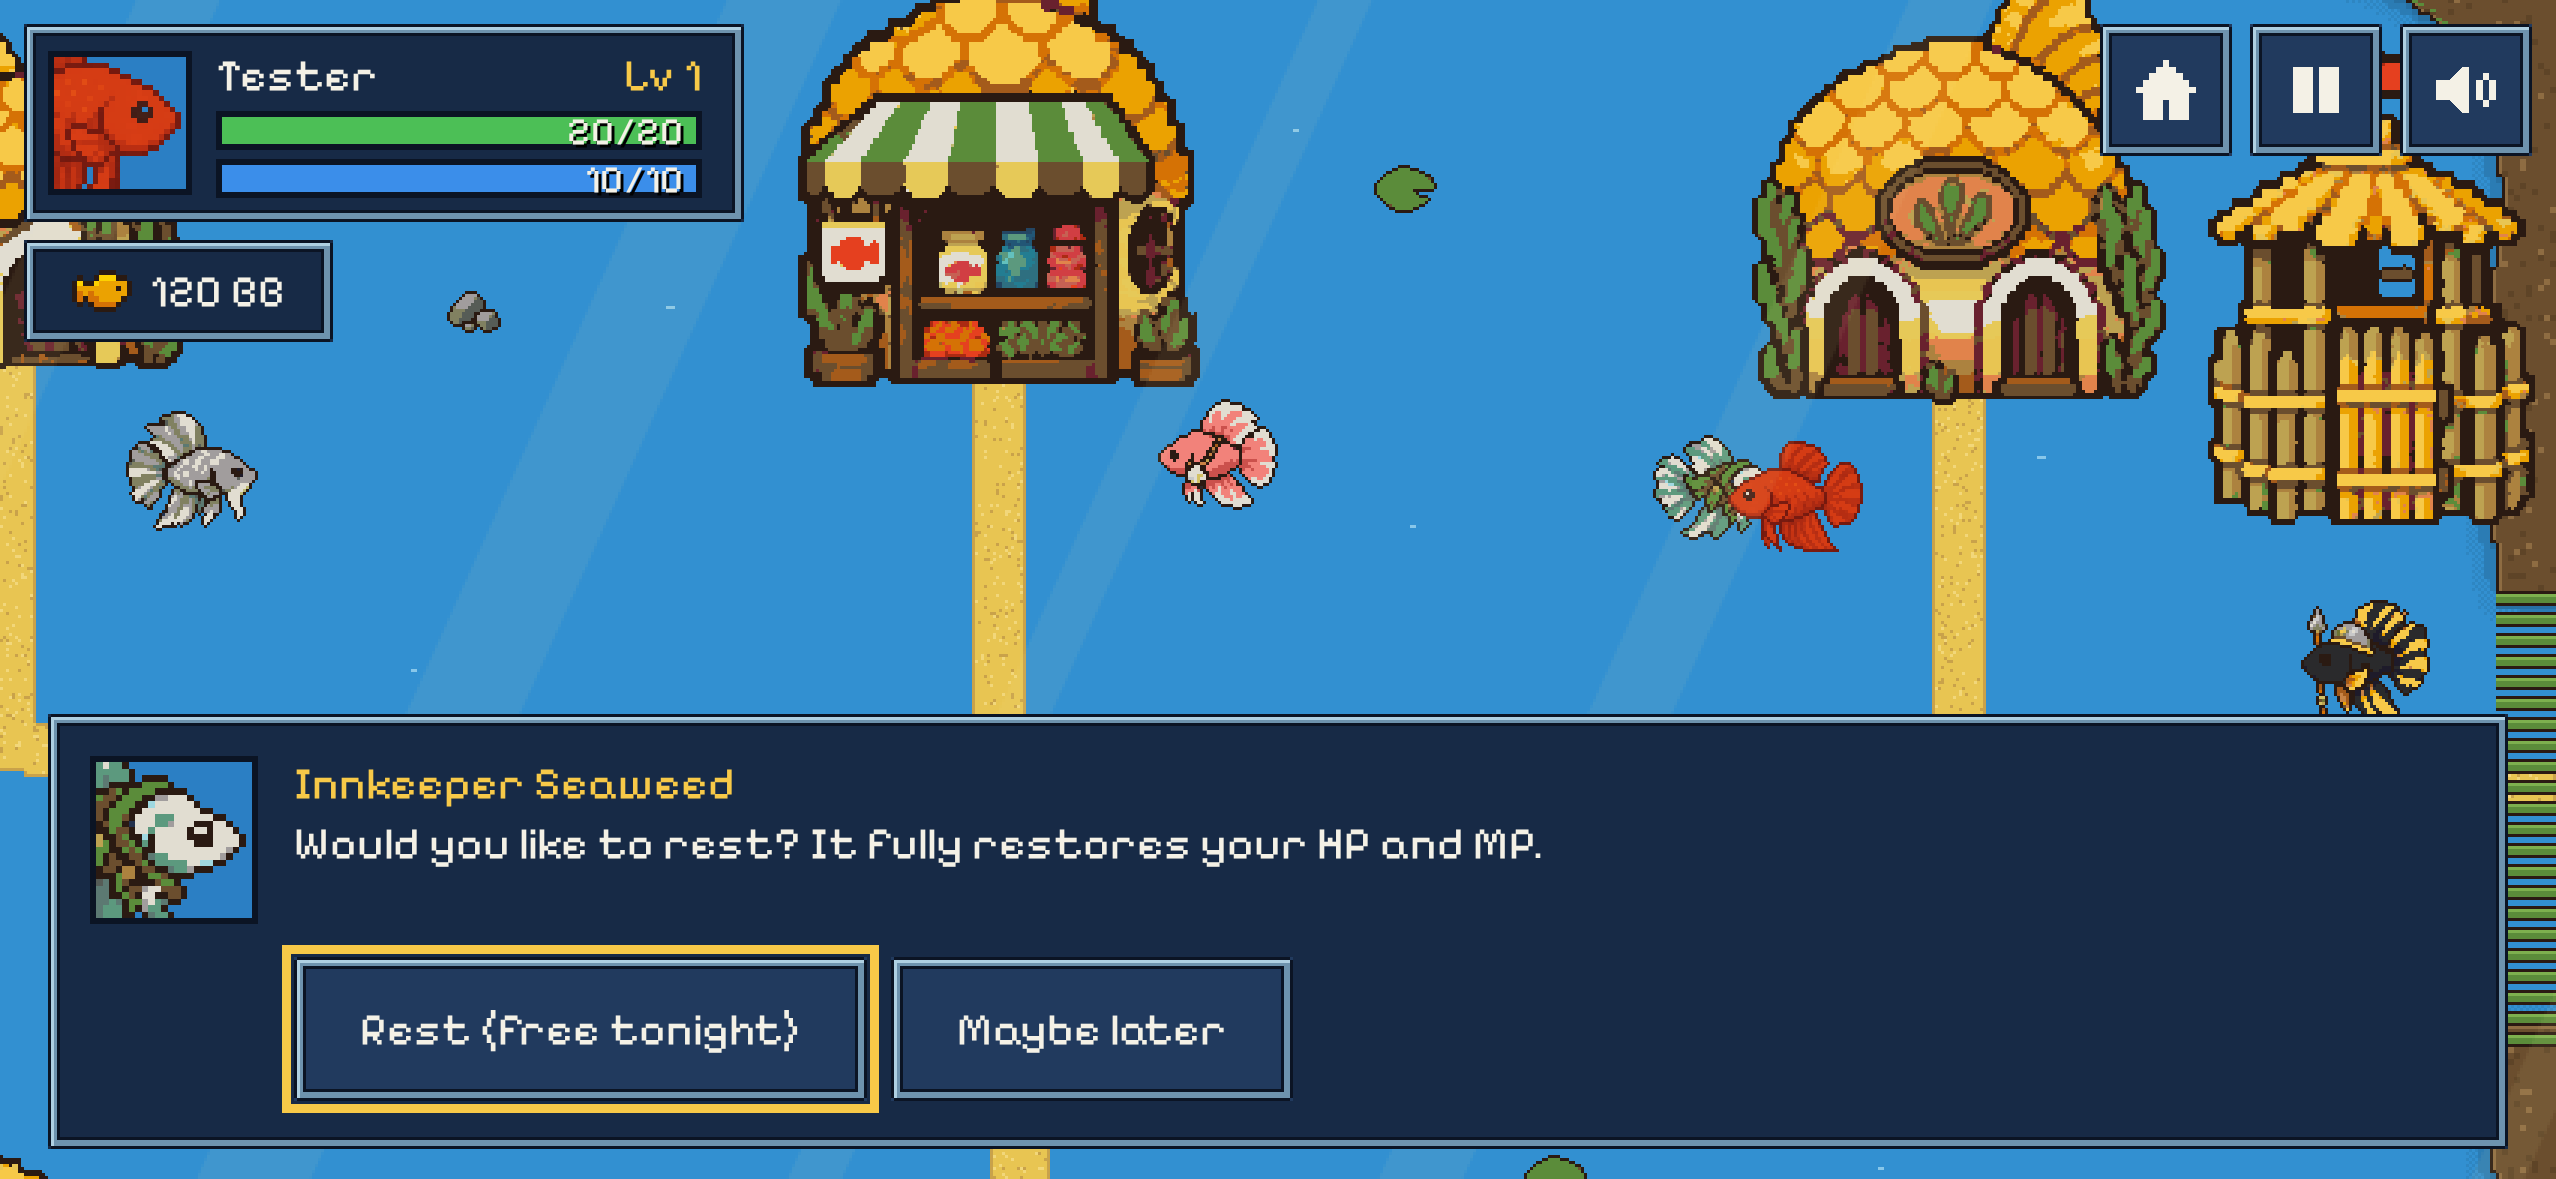 Tester
Lv 1
20/20
10/10
120 BB
Innkeeper Seaweed
Would you like to rest? It fully restores your HP and MP.
Rest (free tonight)
Maybe later